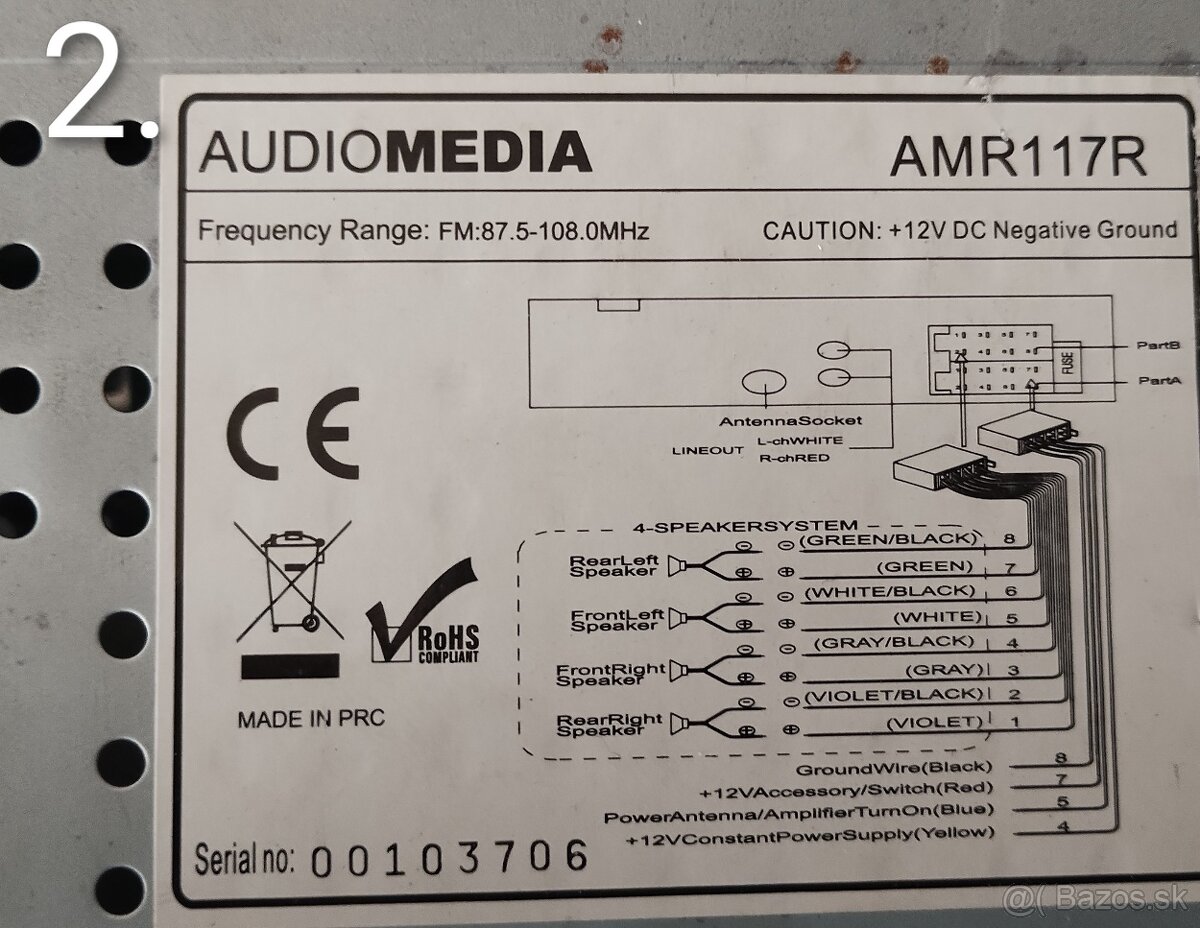 2.
AUDIOMEDIA AMR117R
Frequency Range: FM:87.5-108.0MHz CAUTION: +12V DC Negative Ground
PartB
FUSE
PartA
AntennaSocket
LINEOUT L-chWHITE
R-chRED
CE
4-SPEAKERSYSTEM
RearLeft
Speaker
(GREEN/BLACK) 8
(GREEN) 7
FrontLeft
Speaker
(WHITE/BLACK) 6
(WHITE) 5
FrontRight
Speaker
(GRAY/BLACK) 4
(GRAY) 3
RearRight
Speaker
(VIOLET/BLACK) 2
(VIOLET) 1
RoHS
COMPLIANT
MADE IN PRC
GroundWire(Black) 8
+12VAccessory/Switch(Red) 7
PowerAntenna/AmplifierTurnOn(Blue) 5
+12VConstantPowerSupply(Yellow) 4
Serial no: 00103706
@( Bazos.sk